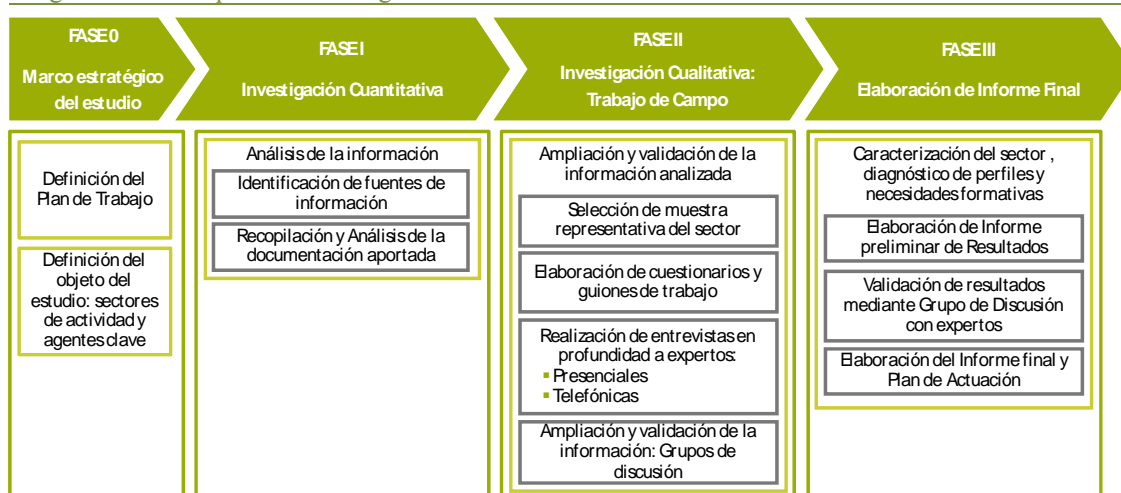 FASE 0
Marco estratégico
del estudio
FASE I
Investigación Cuantitativa
FASE II
Investigación Cualitativa:
Trabajo de Campo
FASE III
Elaboración de Informe Final
Definición del
Plan de Trabajo
Definición del
objeto del
estudio: sectores
de actividad y
agentes clave
Análisis de la información
Identificación de fuentes de
información
Recopilación y Análisis de la
documentación aportada
Ampliación y validación de la
información analizada
Selección de muestra
representativa del sector
Elaboración de cuestionarios y
guiones de trabajo
Realización de entrevistas en
profundidad a expertos:
▪ Presenciales
▪ Telefónicas
Ampliación y validación de la
información: Grupos de
discusión
Caracterización del sector ,
diagnóstico de perfiles y
necesidades formativas
Elaboración de Informe
preliminar de Resultados
Validación de resultados
mediante Grupo de Discusión
con expertos
Elaboración del Informe final y
Plan de Actuación